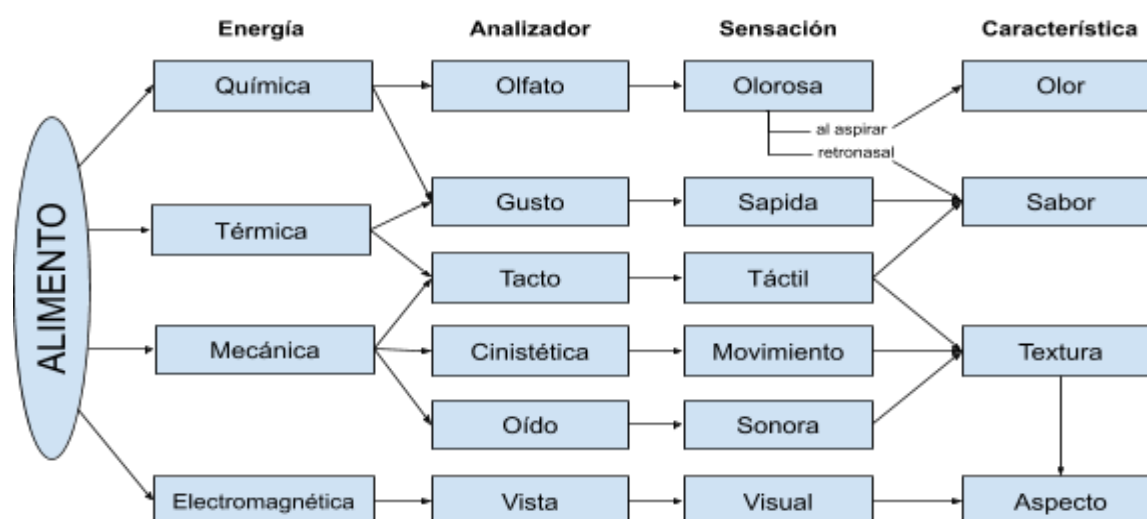 Energía Analizador Sensación Característica
Química Olfato Olorosa Olor
al aspirar
retronasal
ALIMENTO
Térmica Gusto Sapida Sabor
Tacto Táctil
Mecánica Cinistética Movimiento Textura
Oído Sonora
Electromagnética Vista Visual Aspecto